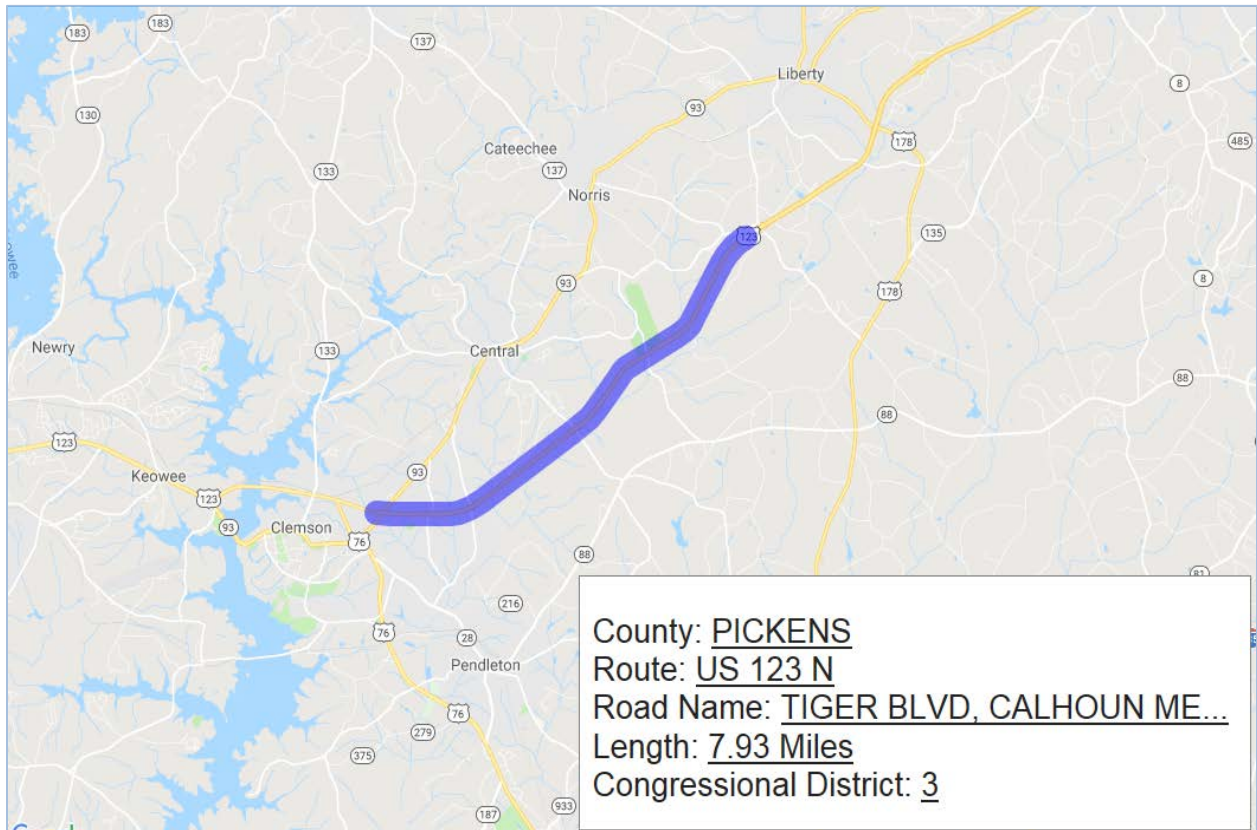 183
183
137
8
Liberty
130
93
178
485
Cateechee
137
133
Norris
123
135
8
93
178
Newry
133
Central
88
88
123
93
Keowee
123
93
Clemson
76
88
81
216
76
28
Pendleton
76
279
375
187
933
County: PICKENS
Route: US 123 N
Road Name: TIGER BLVD, CALHOUN ME...
Length: 7.93 Miles
Congressional District: 3